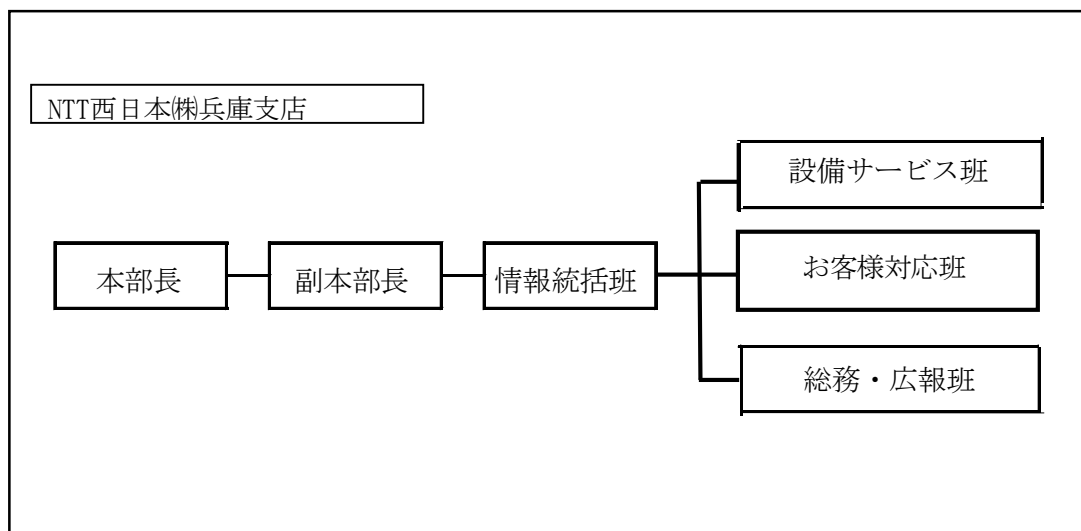 NTT西日本㈱兵庫支店
設備サービス班
本部長
副本部長
情報統括班
お客様対応班
総務・広報班